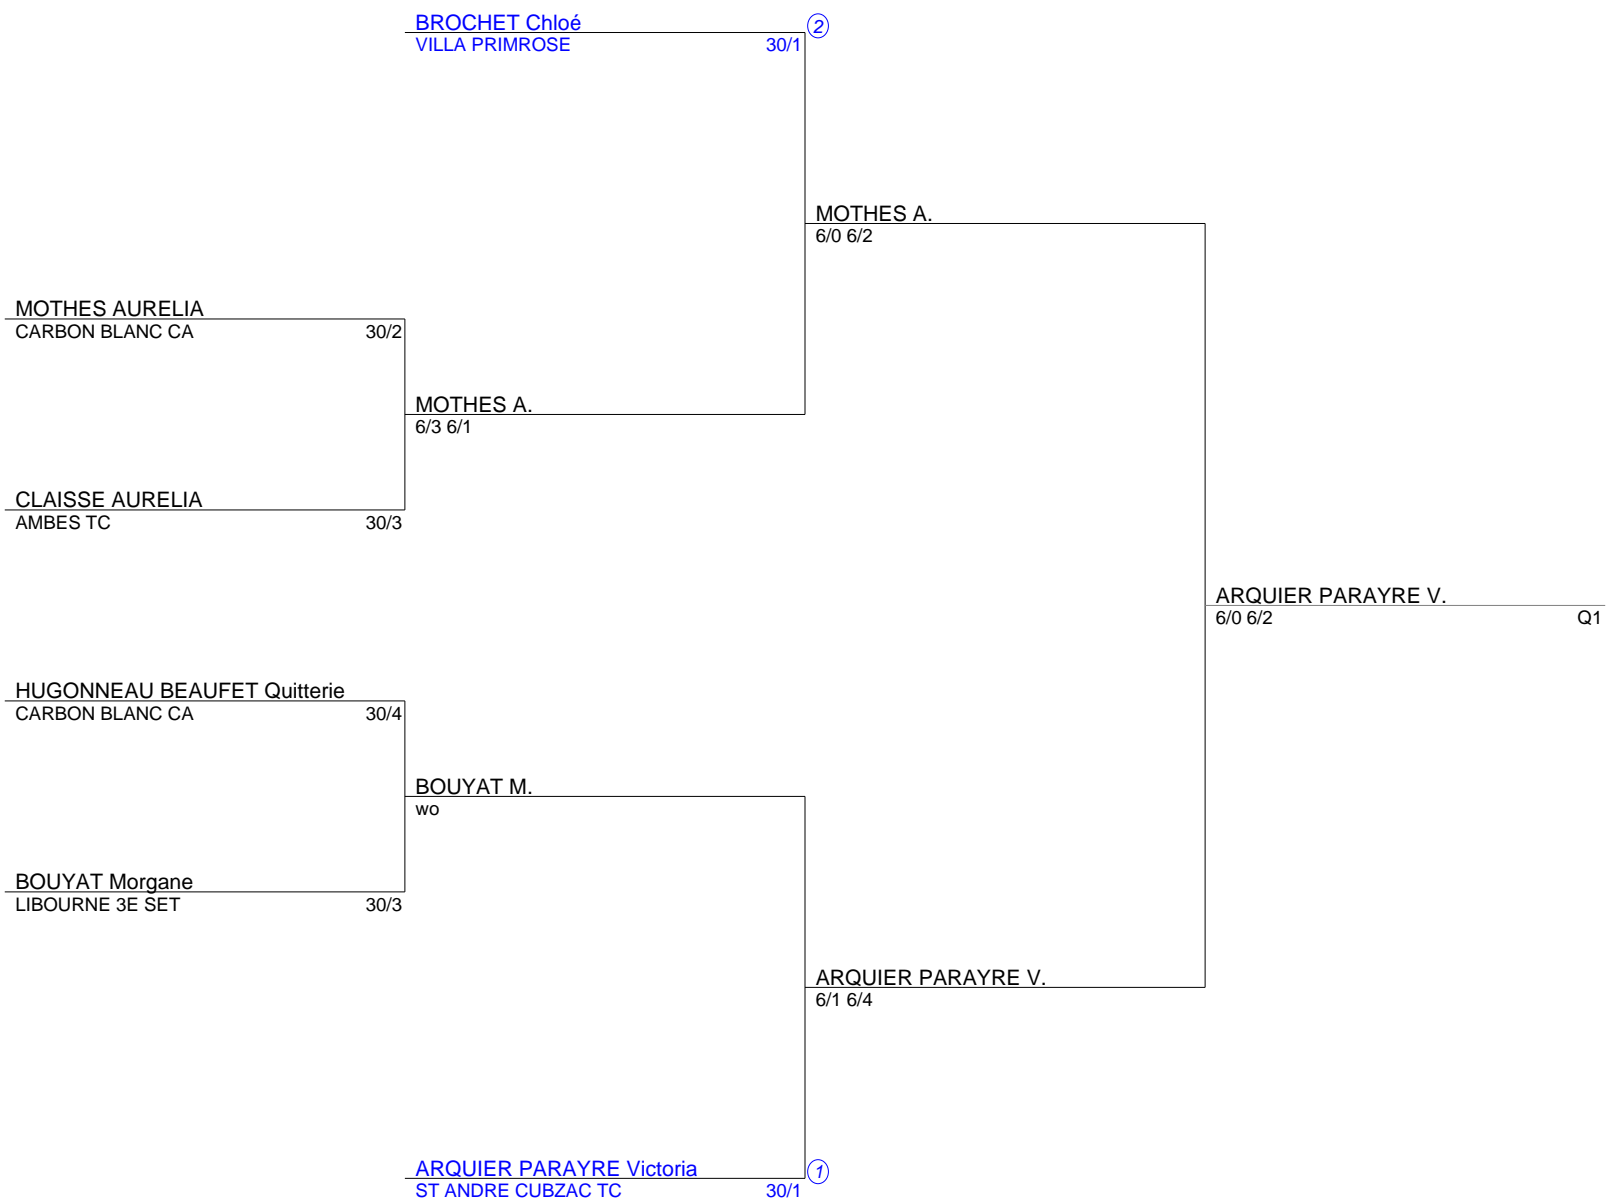 BROCHET Chloé
2
VILLA PRIMROSE 30/1
MOTHES A.
6/0 6/2
MOTHES AURELIA
CARBON BLANC CA 30/2
MOTHES A.
6/3 6/1
CLAISSE AURELIA
AMBES TC 30/3
ARQUIER PARAYRE V.
6/0 6/2 Q1
HUGONNEAU BEAUFET Quitterie
CARBON BLANC CA 30/4
BOUYAT M.
wo
BOUYAT Morgane
LIBOURNE 3E SET 30/3
ARQUIER PARAYRE V.
6/1 6/4
ARQUIER PARAYRE Victoria
1
ST ANDRE CUBZAC TC 30/1